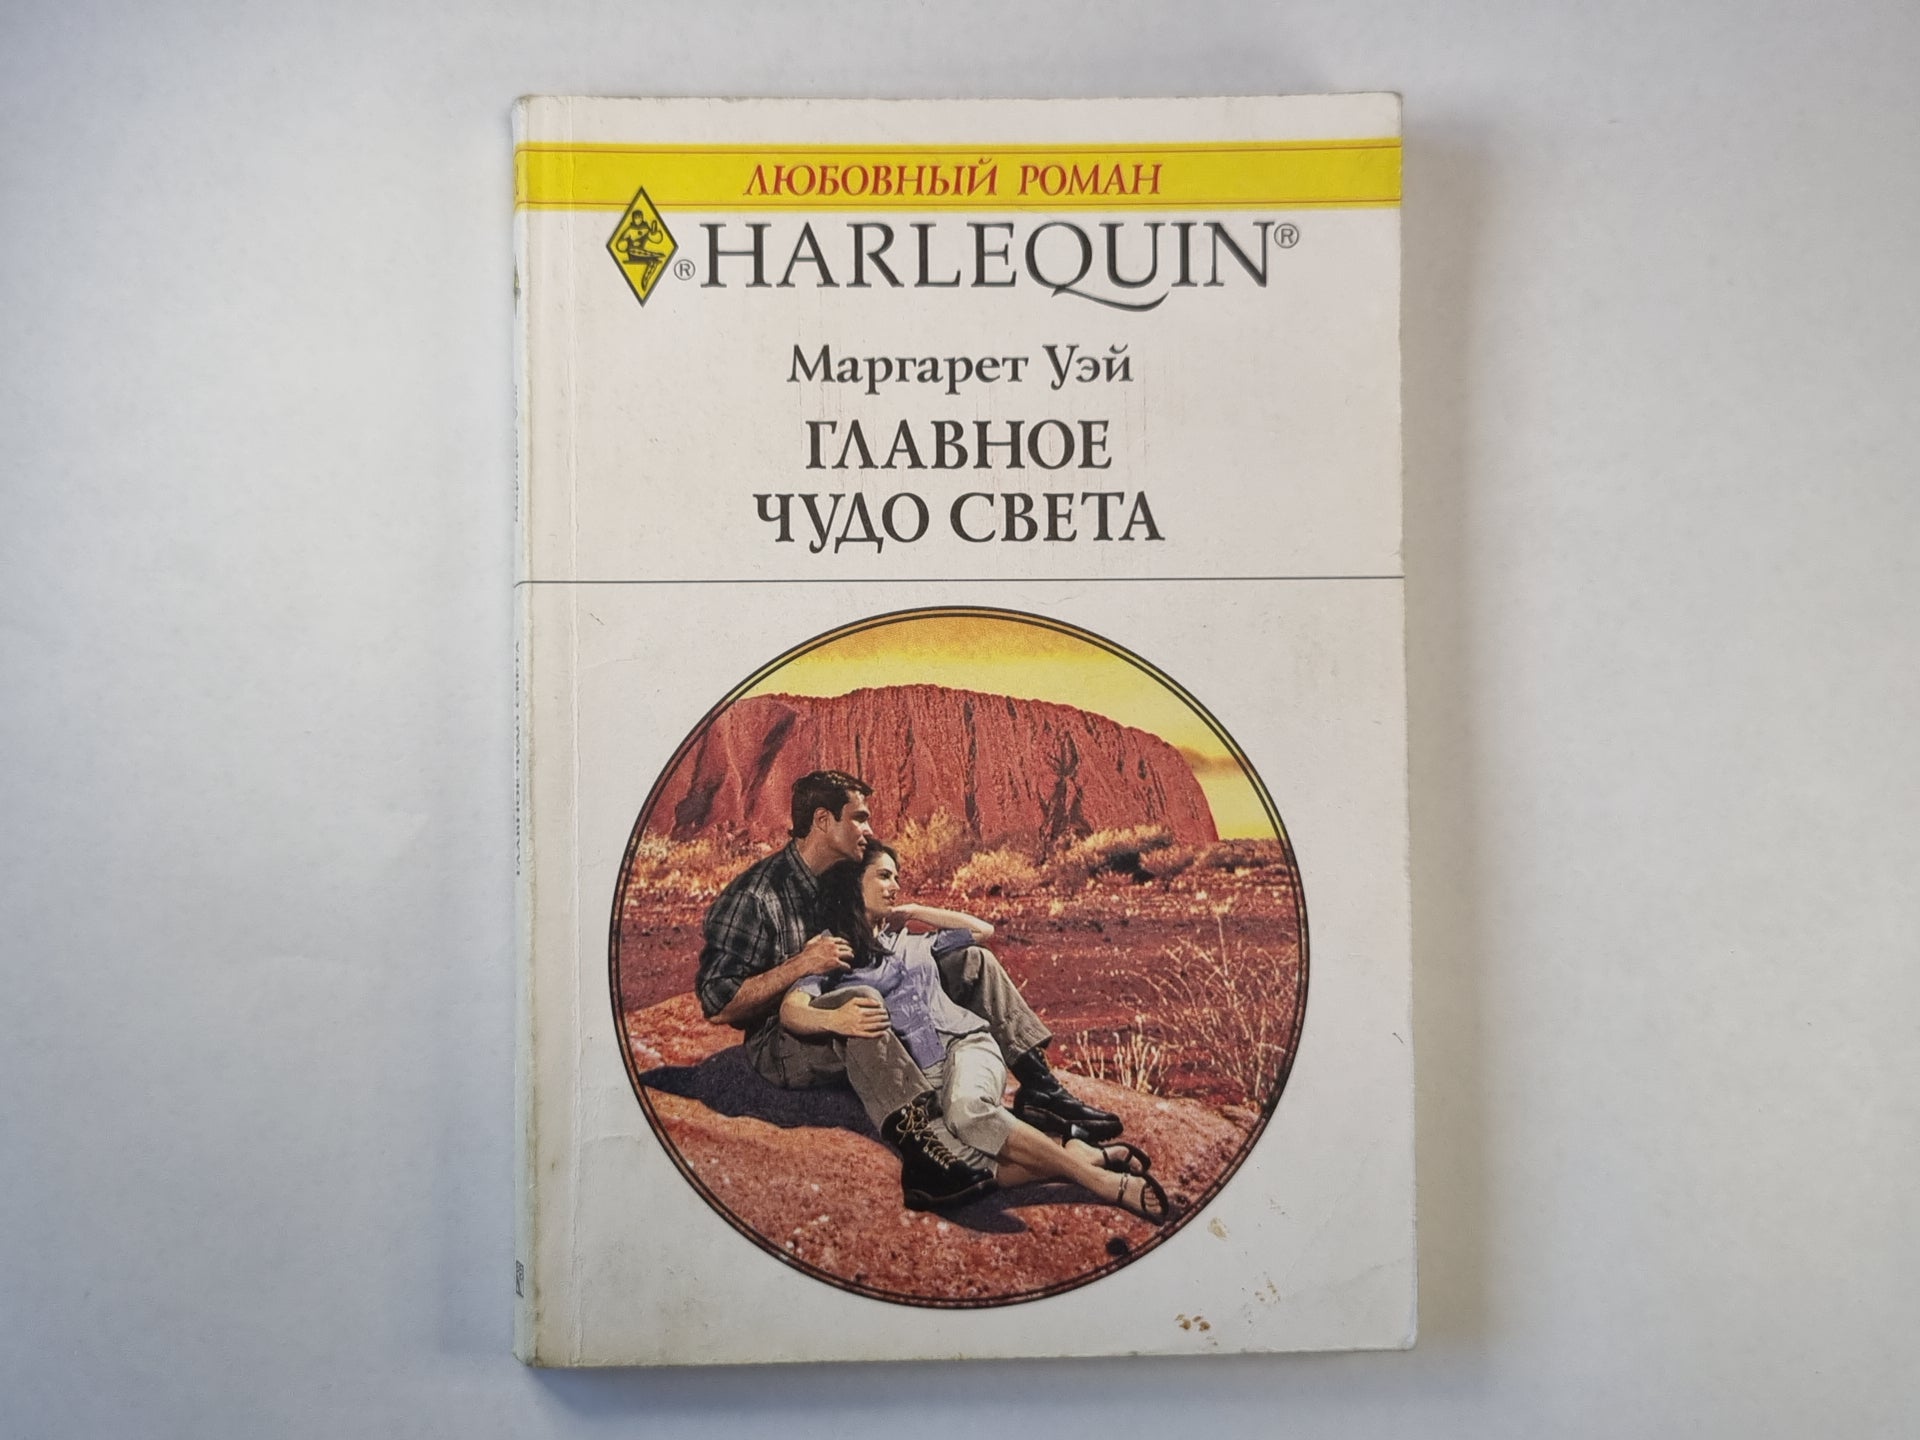 ЛЮБОВНЫЙ РОМАН
® HARLEQUIN®
Маргарет Уэй
ГЛАВНОЕ
ЧУДО СВЕТА